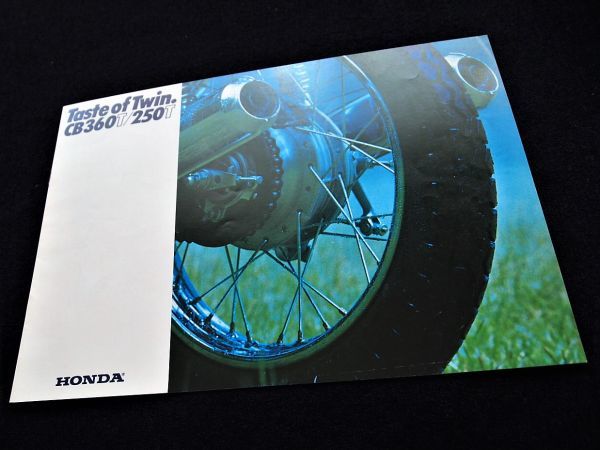 Taste of Twin.
CB360T/250T
HONDA